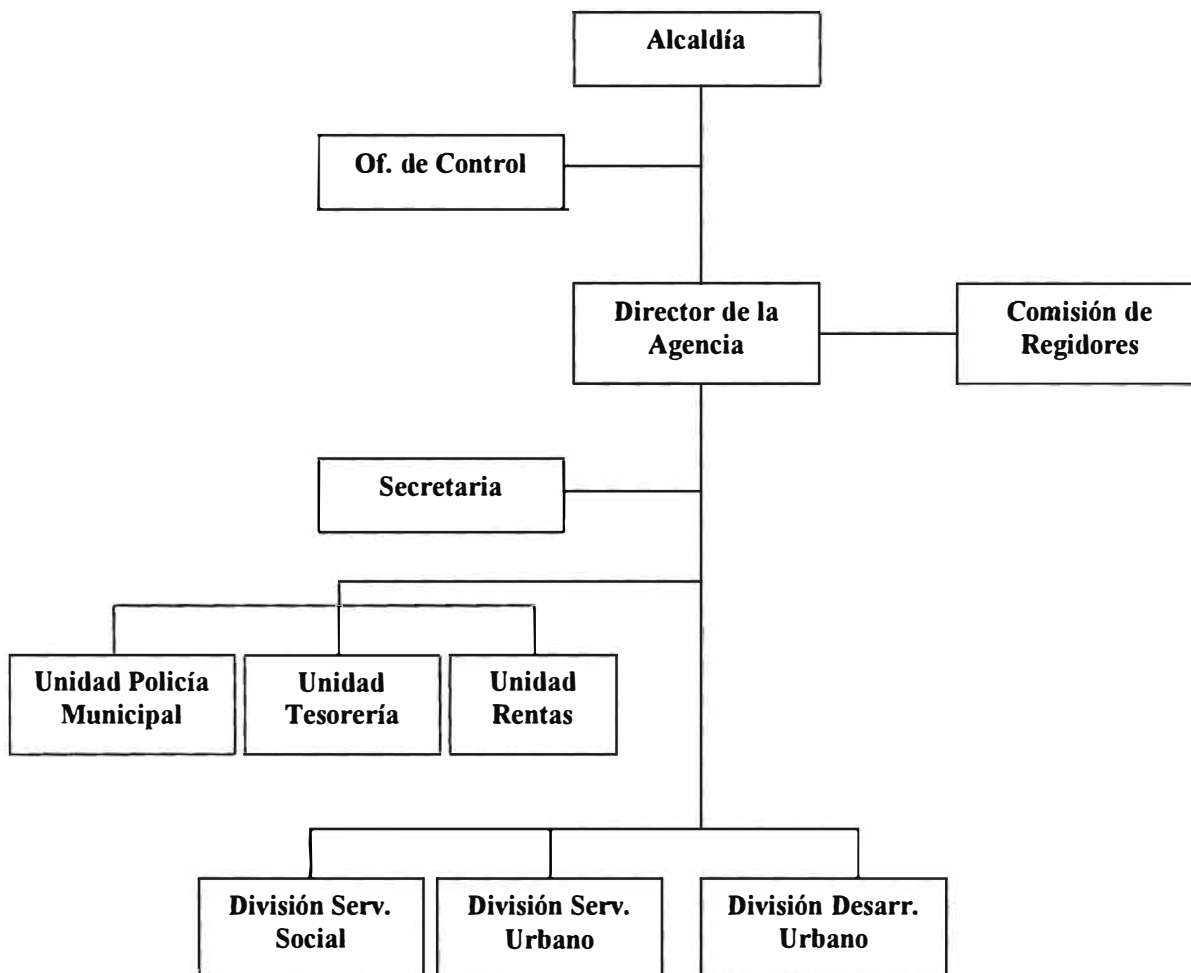 Alcaldía
Of. de Control
Director de la
Agencia
Comisión de
Regidores
Secretaria
Unidad Policía
Municipal
Unidad
Tesorería
Unidad
Rentas
División Serv.
Social
División Serv.
Urbano
División Desarr.
Urbano